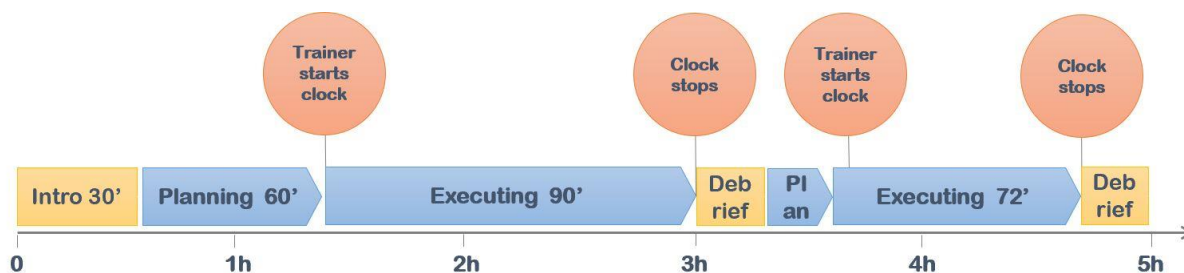 Trainer
starts
clock
Clock
stops
Trainer
starts
clock
Clock
stops
Intro 30’
Planning 60’
Executing 90’
Deb
rief
Pl
an
Executing 72’
Deb
rief
0
1h
2h
3h
4h
5h